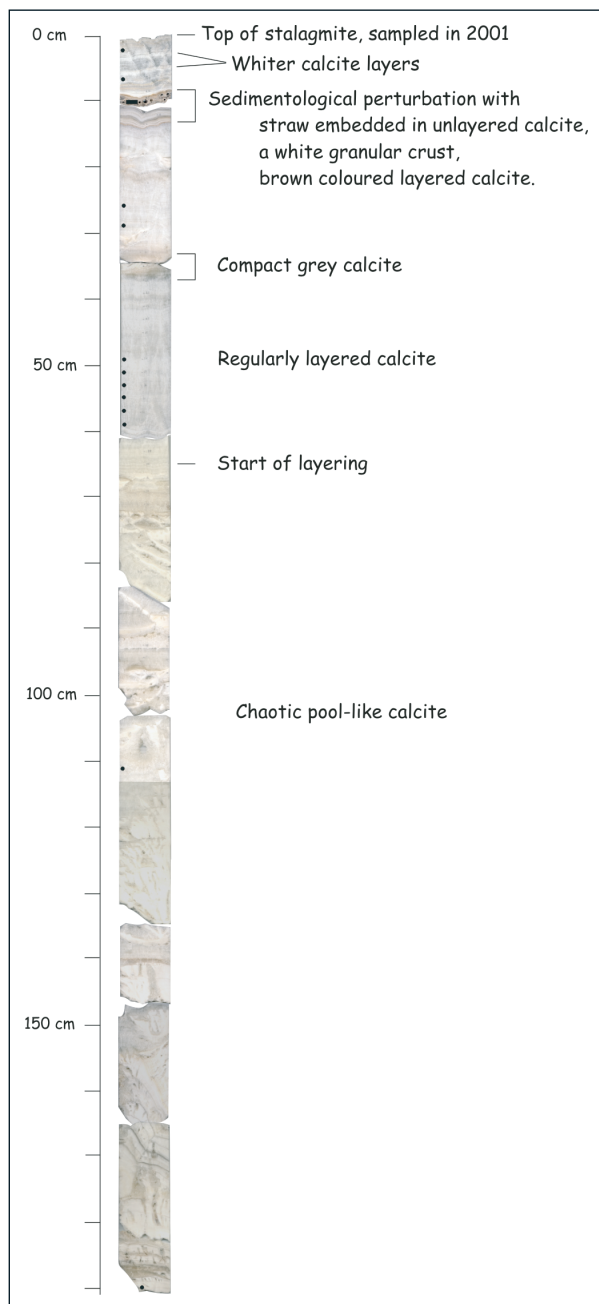 0 cm
Top of stalagmite, sampled in 2001
Whiter calcite layers
Sedimentological perturbation with
straw embedded in unlayered calcite,
a white granular crust,
brown coloured layered calcite.
Compact grey calcite
50 cm
Regularly layered calcite
Start of layering
100 cm
Chaotic pool-like calcite
150 cm